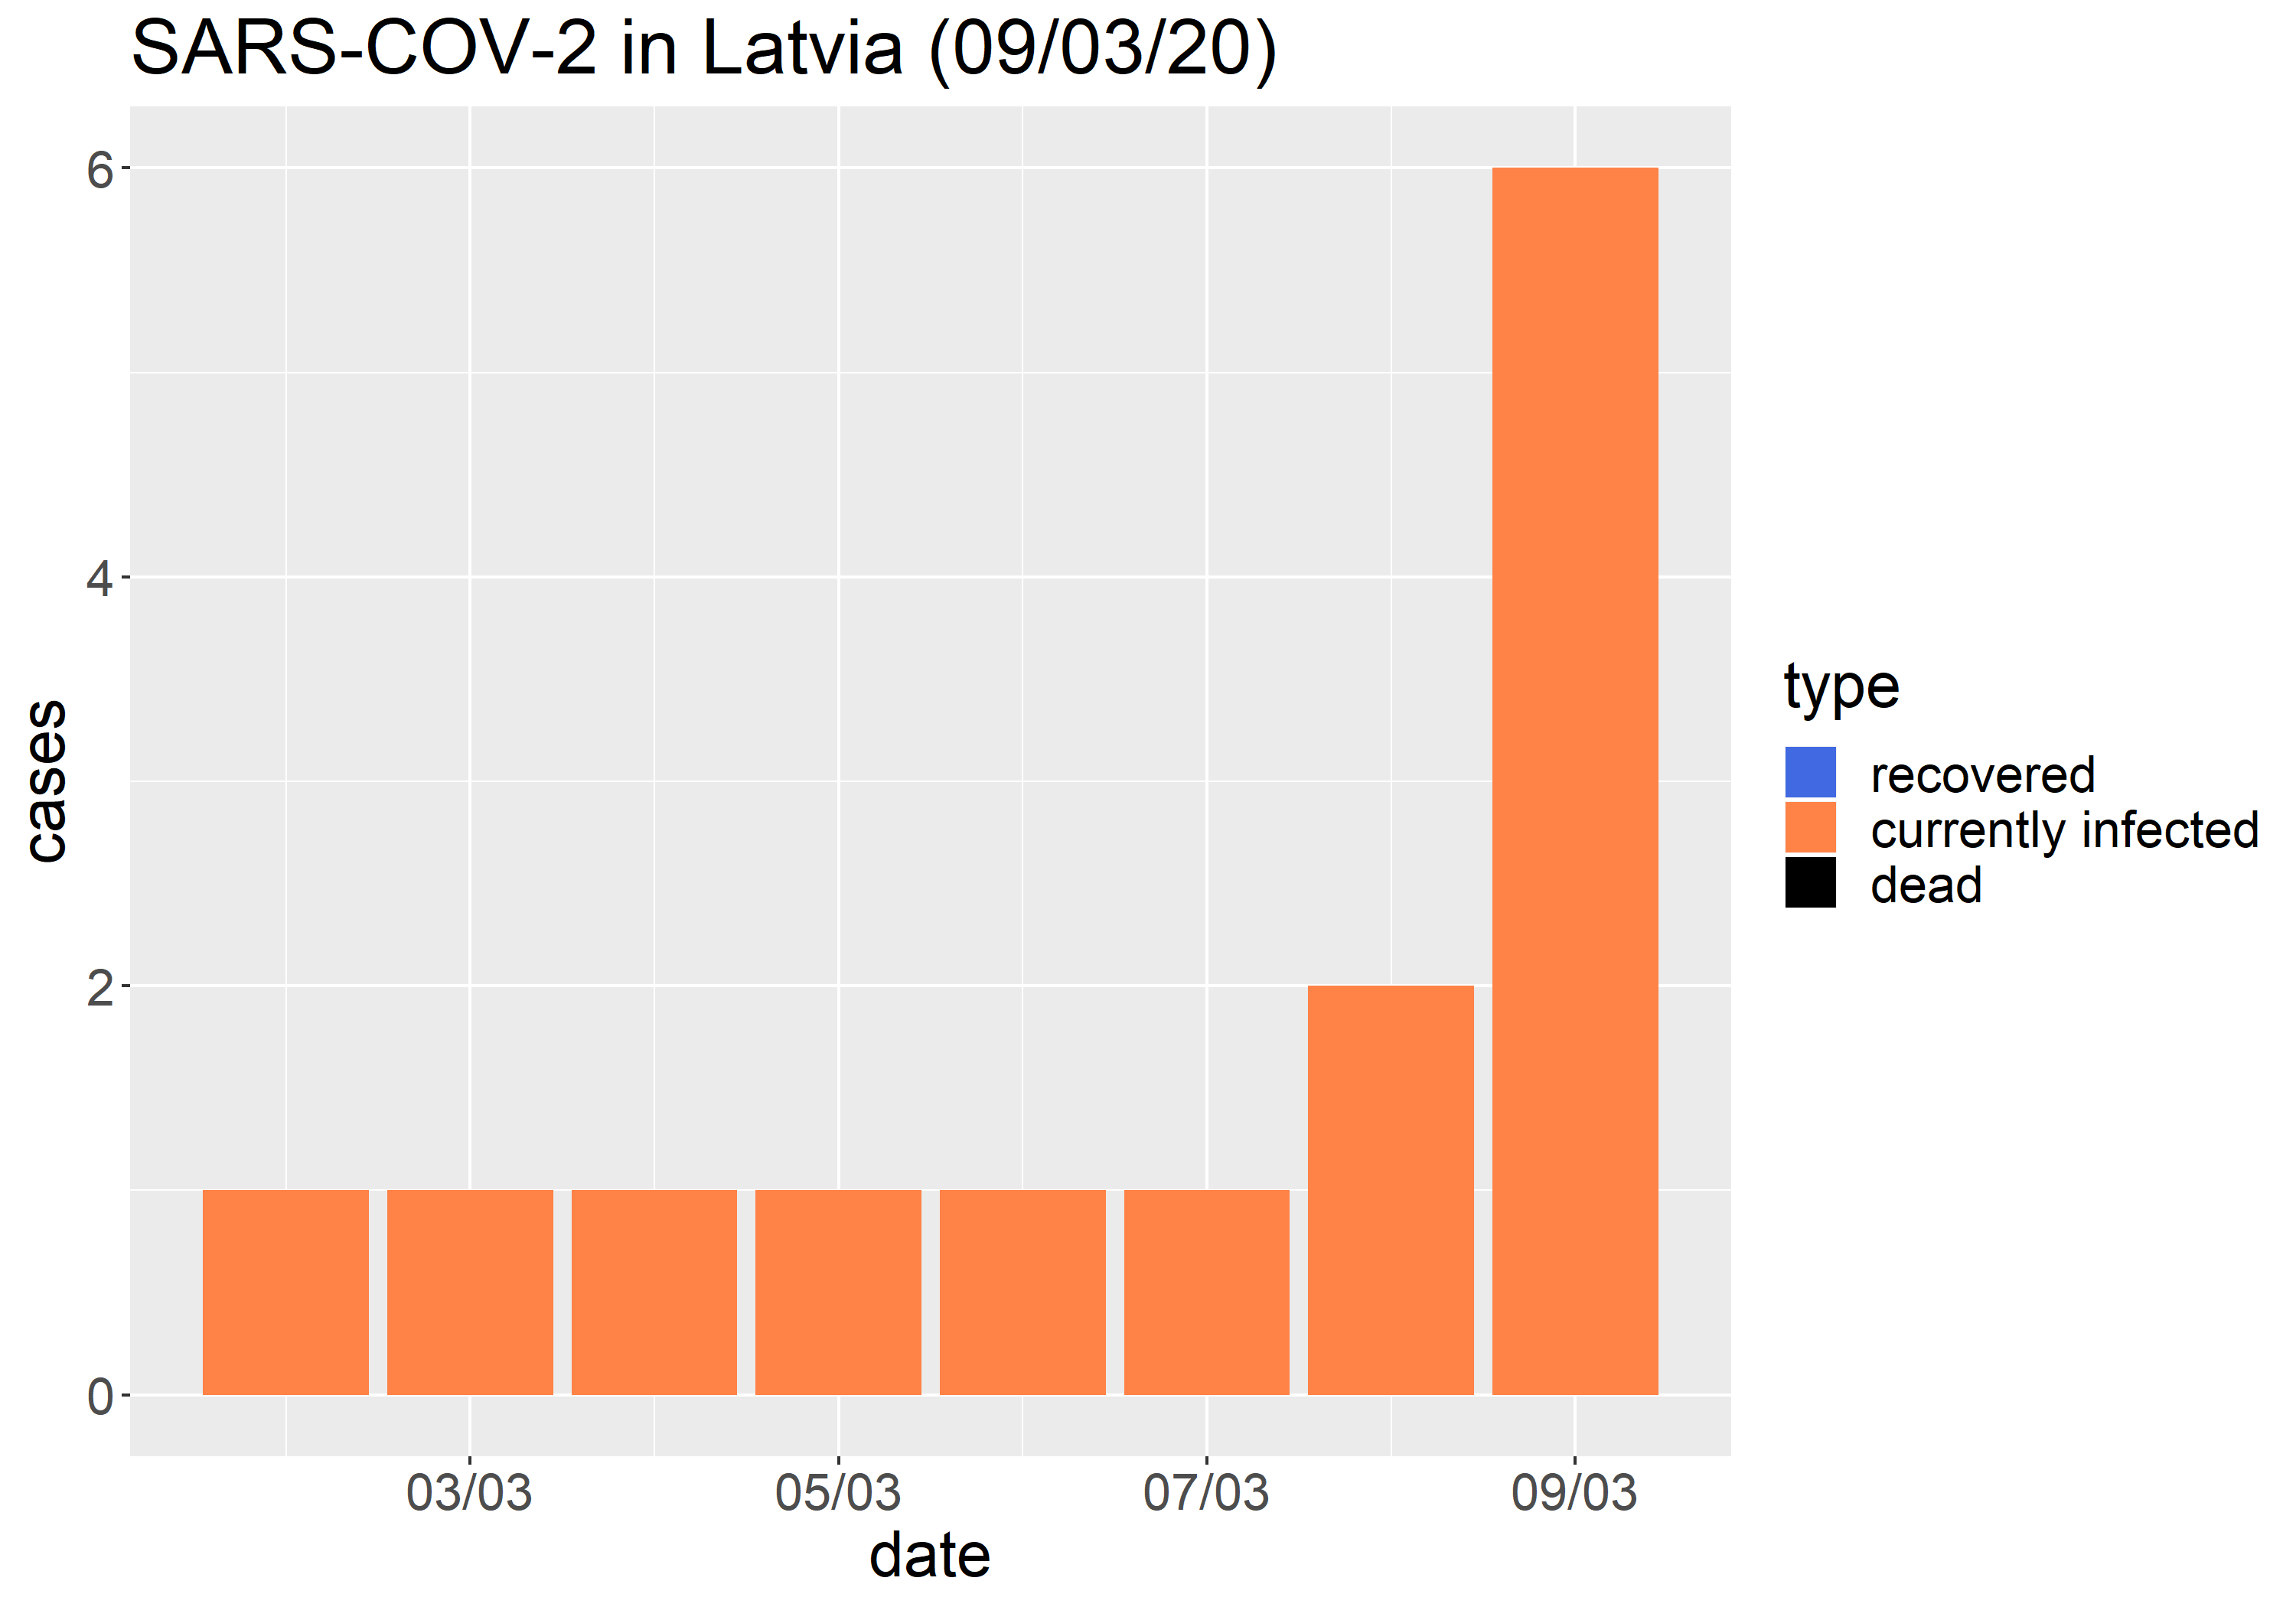 SARS-COV-2 in Latvia (09/03/20)
cases
6
4
2
0
03/03 05/03 07/03 09/03
date
type
recovered
currently infected
dead